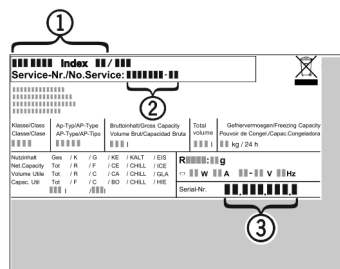 1
Index /
Service-Nr./No.Service: -
2
Klasse/Class Ap-Typ/AP-Type Bruttoinhalt/Gross Capacity Total Gefriervermoegen/Freezing Capacity
Classe/Clase AP-Type/AP-Tipo Volume Brut/Capacidad Bruta volume Pouvoir de Congel./Capac.Congeladora
l l kg / 24 h
Nutzinhalt Ges / K / G / KE / KALT / EIS
Net.Capacity Tot / R / F / CE / CHILL / ICE
Volume Utile Tot / F / C / CA / CHILL / GLA
Capac. Util Tot / F / C / BO / CHILL / HIE
l / l
R : g
W A - V Hz
Serial-Nr. . . .
3